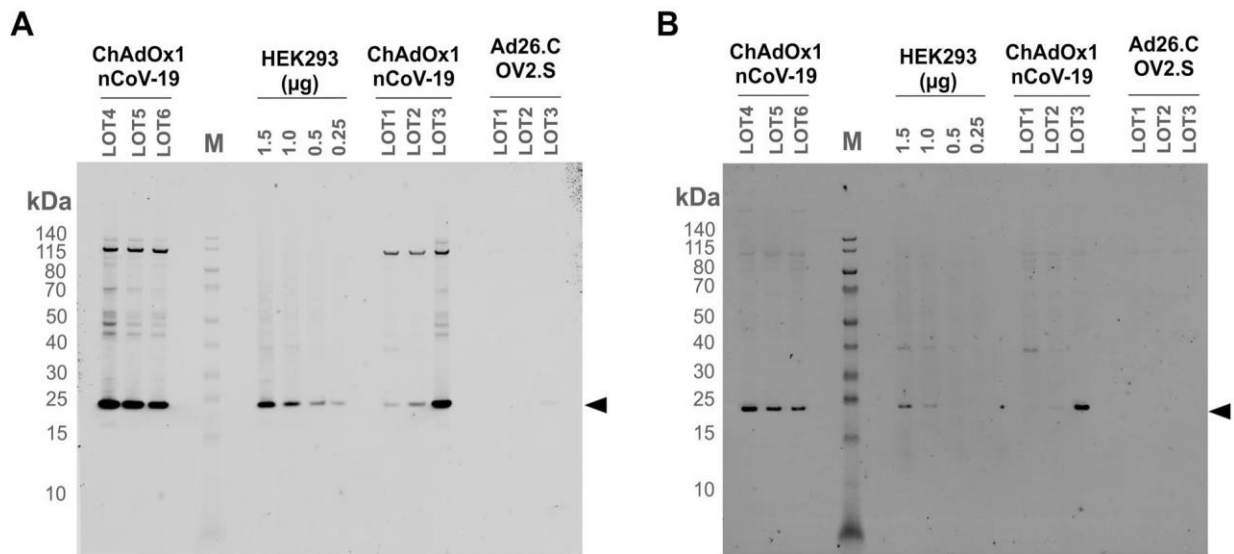 A
ChAdOx1
nCoV-19
HEK293
(µg)
ChAdOx1
nCoV-19
Ad26.C
OV2.S
LOT4
LOT5
LOT6
M
1.5
1.0
0.5
0.25
LOT1
LOT2
LOT3
LOT1
LOT2
LOT3
kDa
140
115
80
70
50
40
30
25
15
10
B
ChAdOx1
nCoV-19
HEK293
(µg)
ChAdOx1
nCoV-19
Ad26.C
OV2.S
LOT4
LOT5
LOT6
M
1.5
1.0
0.5
0.25
LOT1
LOT2
LOT3
LOT1
LOT2
LOT3
kDa
140
115
80
70
50
40
30
25
15
10